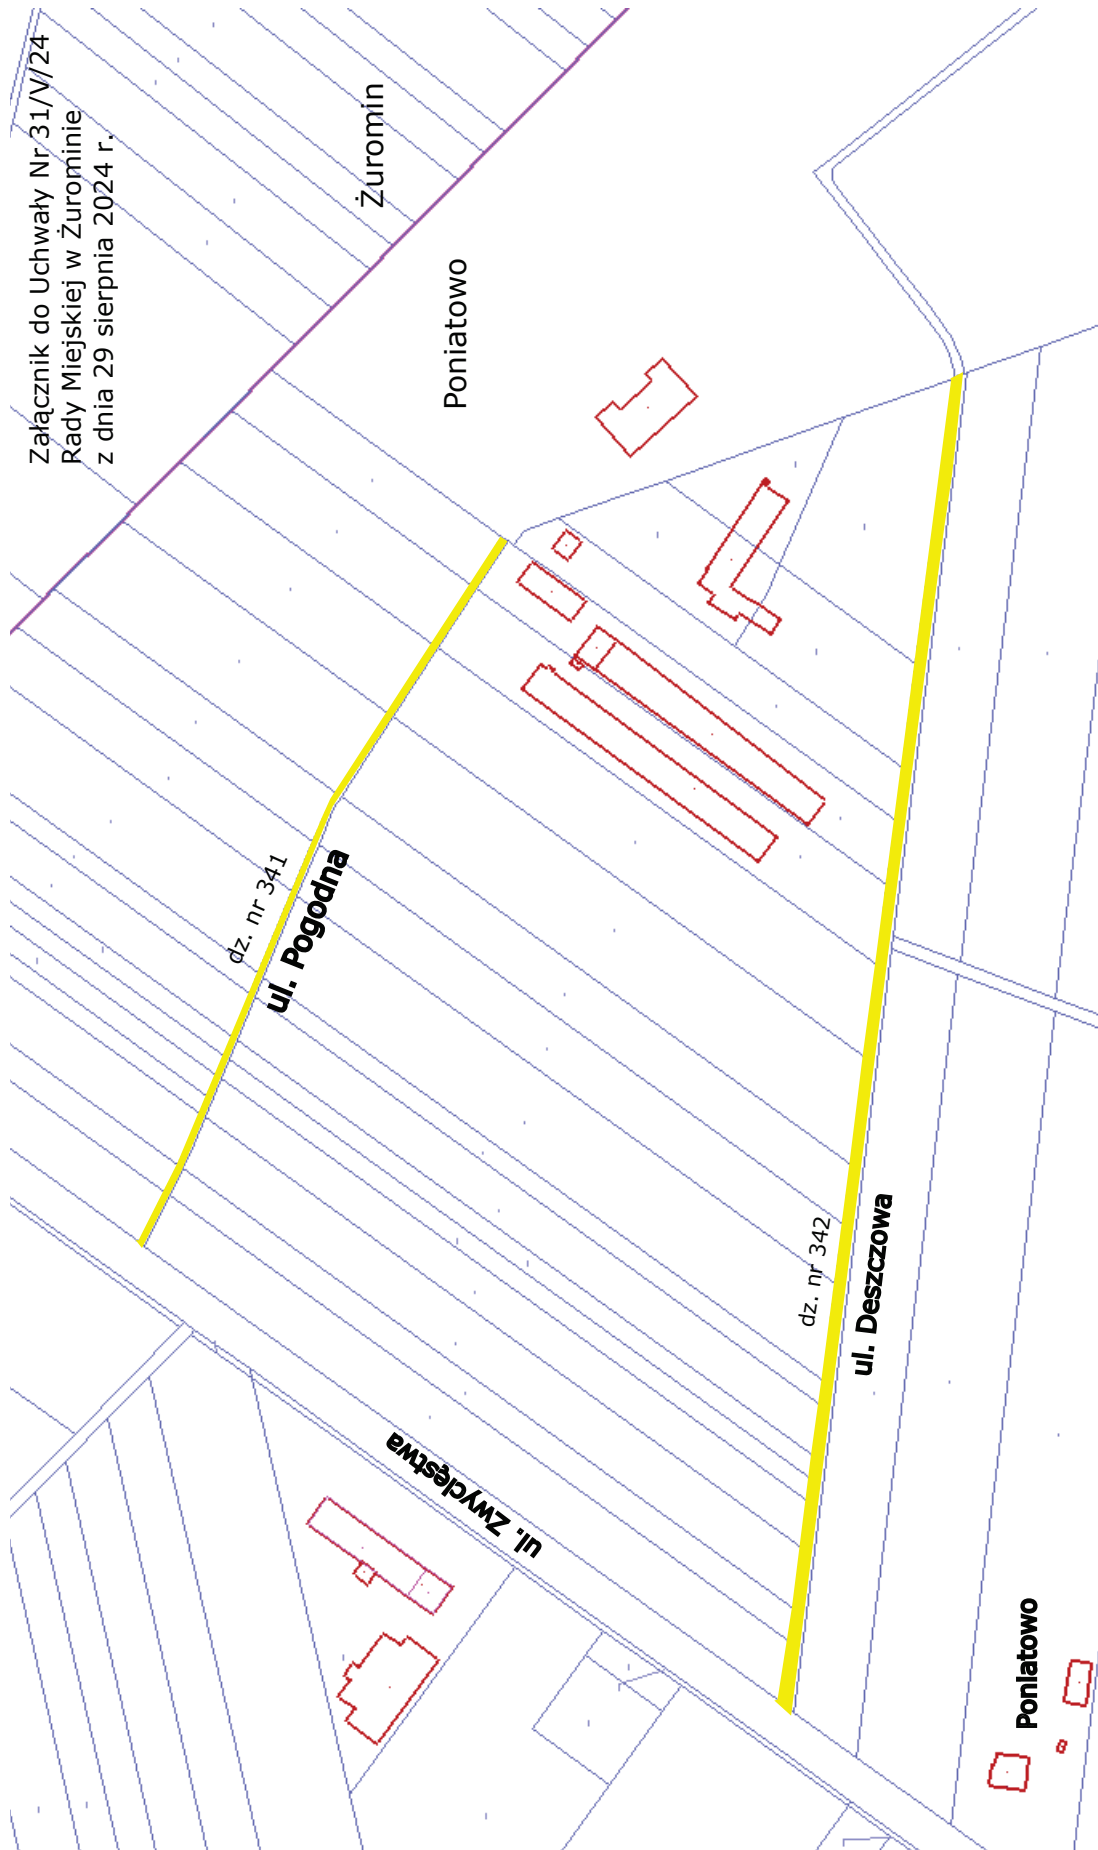 Załącznik do Uchwały Nr 31/V/24
Rady Miejskiej w Żurominie
z dnia 29 sierpnia 2024 r.
Żuromin
Poniatowo
dz. nr 341
ul. Pogodna
dz. nr 342
ul. Deszczowa
ul. Zwycięstwa
Poniatowo